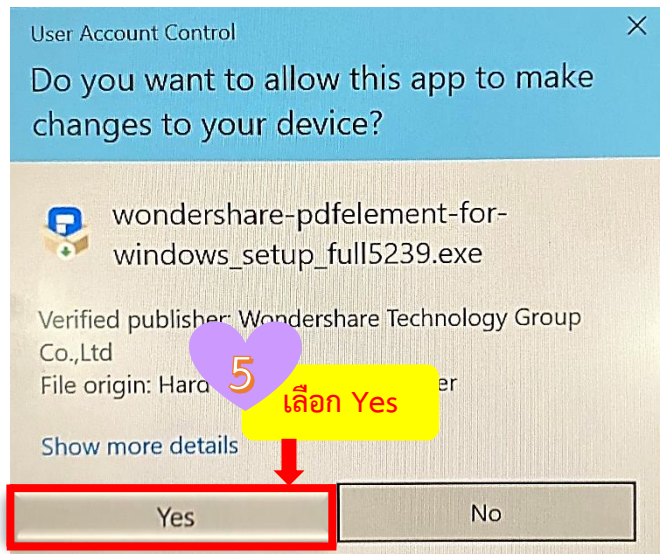 User Account Control
Do you want to allow this app to make
changes to your device?
wondershare-pdfelement-for-
windows_setup_full5239.exe
Verified publisher: Wondershare Technology Group
Co.,Ltd
File origin: Hard
5
เลือก Yes
Show more details
Yes
No